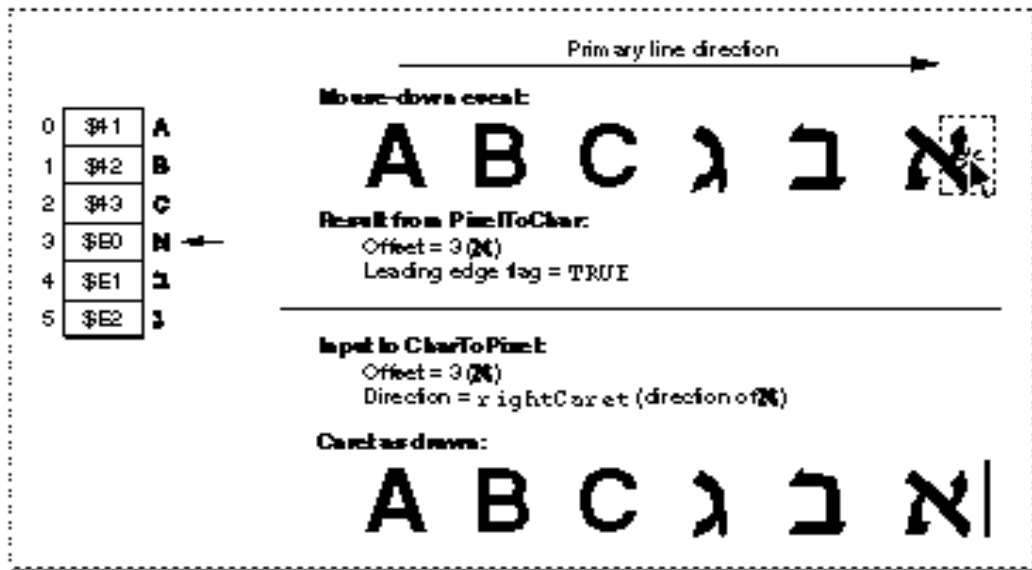 Primary line direction
Mouse-down event:
0 $41 A
1 $42 B
2 $43 C
3 $E0 א
4 $E1 ב
5 $E2 ג
A B C ג ב א
Result from PixelToChar:
Offset = 3 (א)
Leading edge flag = TRUE
Input to CharToPixel:
Offset = 3 (א)
Direction = rightCaret (direction of א)
Caret as drawn:
A B C ג ב א